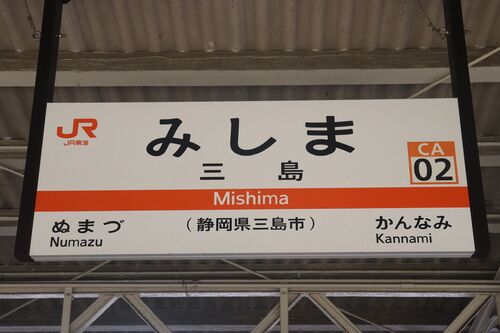 JR
JR東海
みしま
三島
CA
02
Mishima
ぬまづ
Numazu
(静岡県三島市)
かんなみ
Kannami